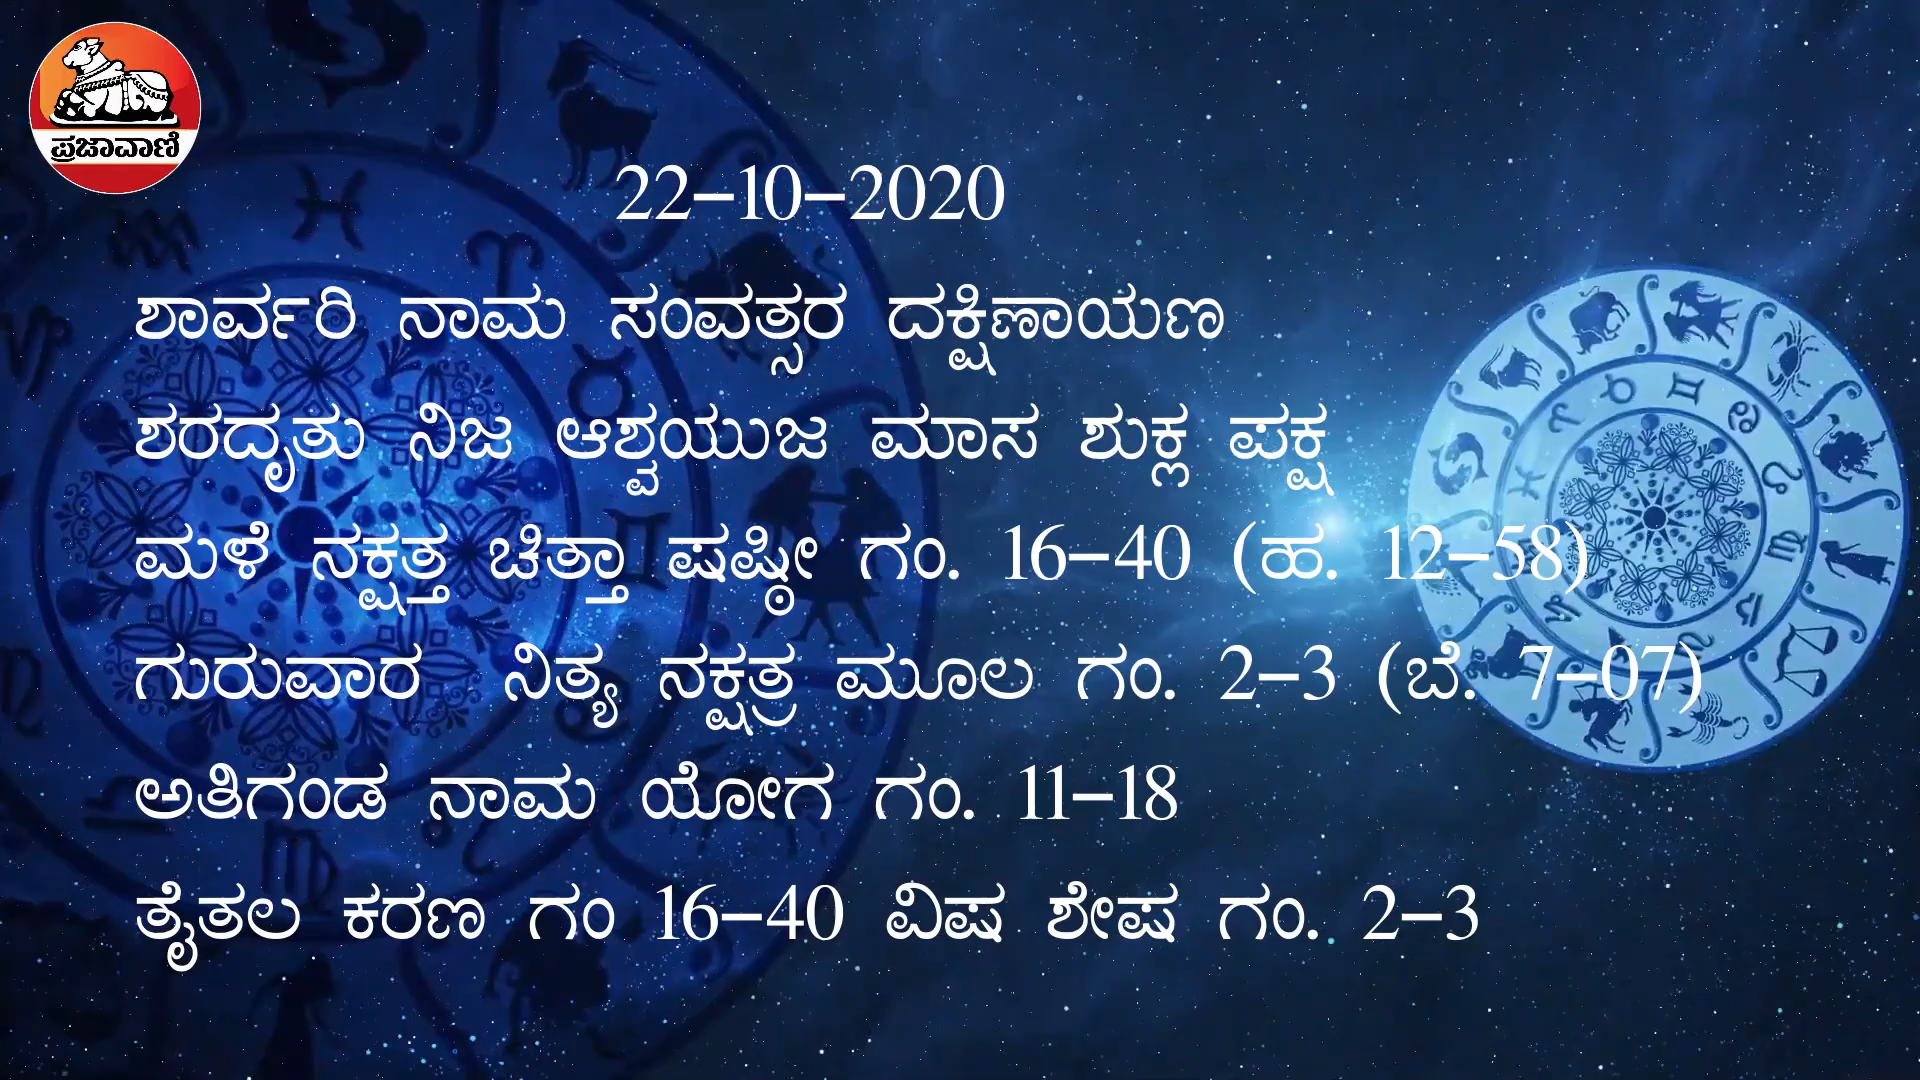 ಪ್ರಜಾವಾಣಿ
22-10-2020
ಶಾರ್ವರಿ ನಾಮ ಸಂವತ್ಸರ ದಕ್ಷಿಣಾಯಣ
ಶರದೃತು ನಿಜ ಆಶ್ವಯುಜ ಮಾಸ ಶುಕ್ಲ ಪಕ್ಷ
ಮಳೆ ನಕ್ಷತ್ತ ಚಿತ್ತಾ ಷಷ್ಠೀ ಗಂ. 16-40 (ಹ. 12-58)
ಗುರುವಾರ ನಿತ್ಯ ನಕ್ಷತ್ರ ಮೂಲ ಗಂ. 2-3 (ಬೆ. 7-07)
ಅತಿಗಂಡ ನಾಮ ಯೋಗ ಗಂ. 11-18
ತೈತಲ ಕರಣ ಗಂ 16-40 ವಿಷ ಶೇಷ ಗಂ. 2-3